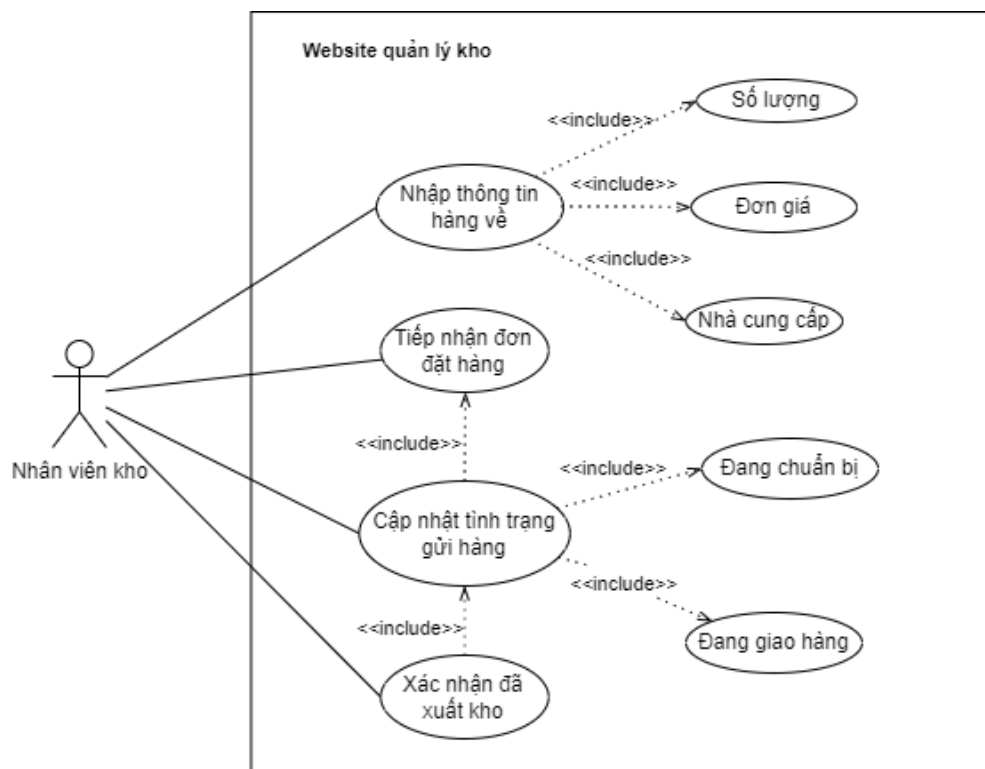 Website quản lý kho
Số lượng
<<include>>
Nhập thông tin
hàng về
<<include>>
Đơn giá
<<include>>
Nhà cung cấp
Tiếp nhận đơn
đặt hàng
<<include>>
Nhân viên kho
<<include>>
Đang chuẩn bị
Cập nhật tình trạng
gửi hàng
<<include>>
<<include>>
Đang giao hàng
Xác nhận đã
xuất kho